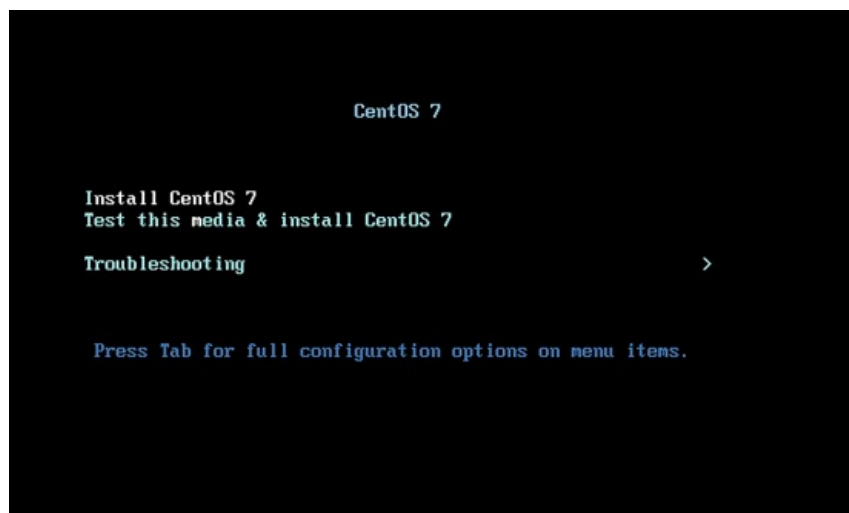 CentOS 7
Install CentOS 7
Test this media & install CentOS 7
Troubleshooting >
Press Tab for full configuration options on menu items.